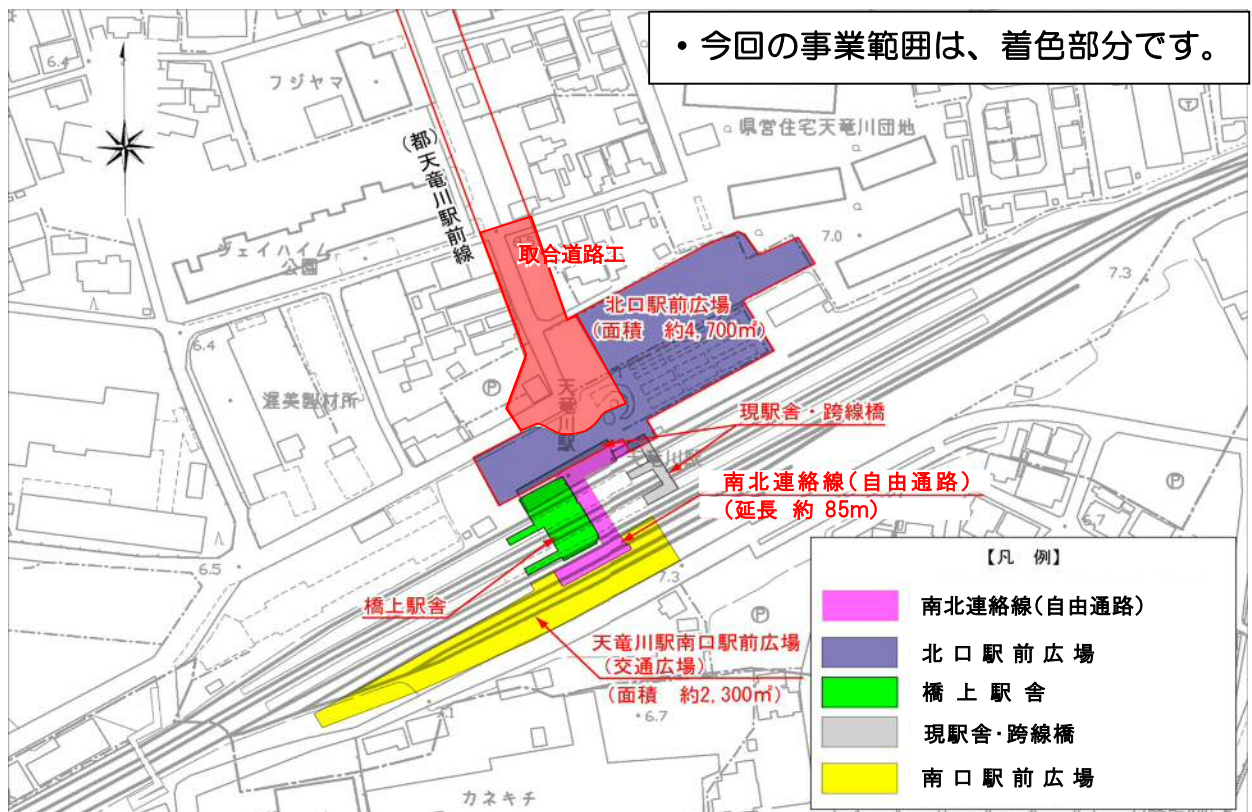 ・今回の事業範囲は、着色部分です。
6.4
フジヤマ
県営住宅天竜川団地
(都)天竜川駅前線
取合道路工
7.0
ジェイハイム
公園
北口駅前広場
(面積 約4,700㎡)
7.3
6.4
P
渥美製材所
天竜川駅
現駅舎・跨線橋
天竜川駅
南北連絡線(自由通路)
(延長 約 85m)
P
6.5
7.3
橋上駅舎
P
天竜川駅南口駅前広場
(交通広場)
(面積 約2,300㎡)
6.7
カネキチ
【凡 例】
南北連絡線(自由通路)
北口駅前広場
橋上駅舎
現駅舎・跨線橋
南口駅前広場